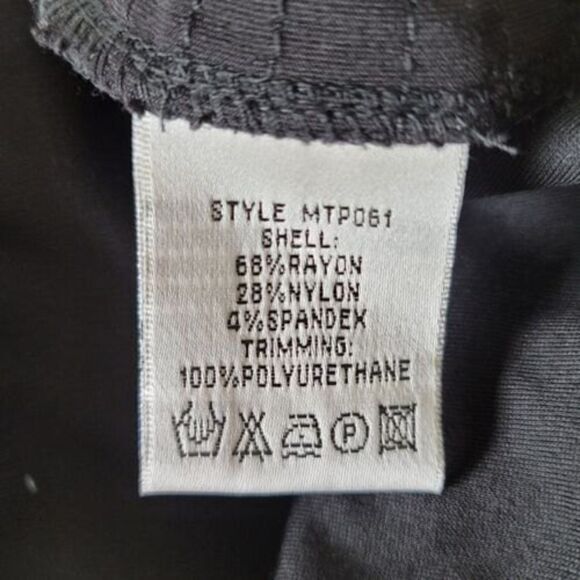 STYLE MTP061
SHELL:
68%RAYON
28%NYLON
4%SPANDEX
TRIMMING:
100%POLYURETHANE
P